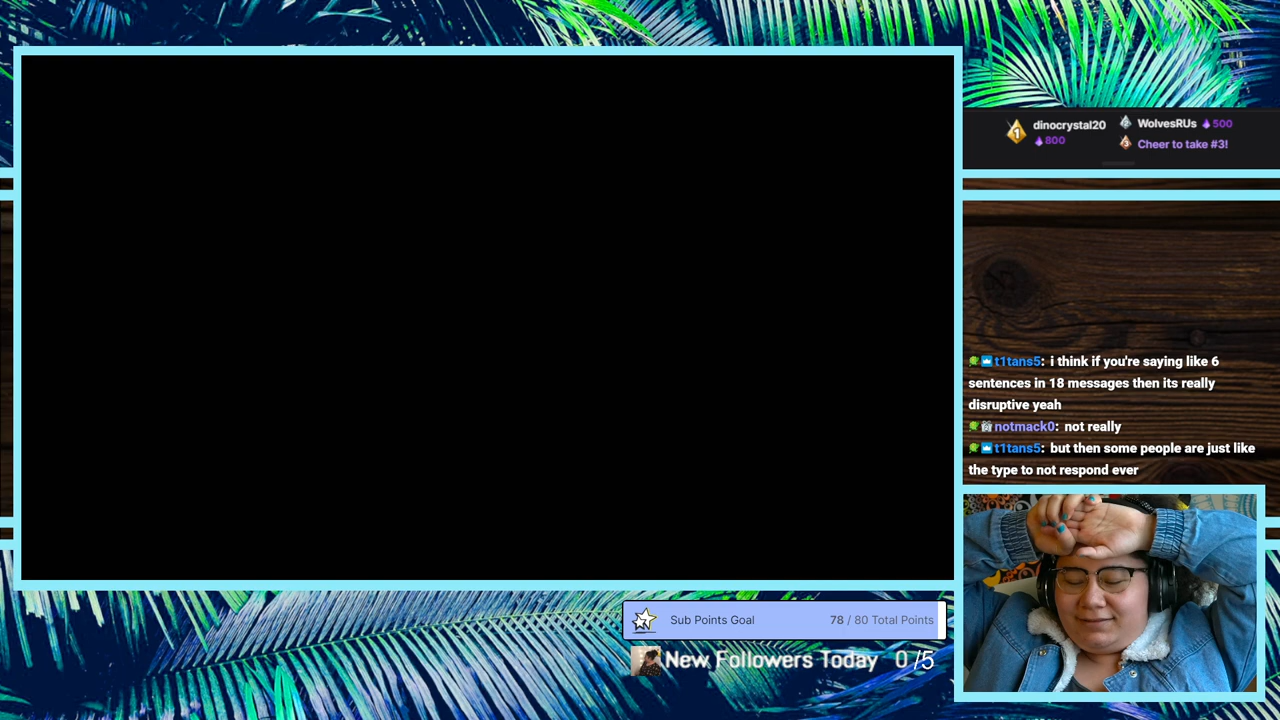 dinocrystal20
800
WolvesRUs 500
Cheer to take #3!
t1tans5: i think if you're saying like 6
sentences in 18 messages then its really
disruptive yeah
notmack0: not really
t1tans5: but then some people are just like
the type to not respond ever
Sub Points Goal 78 / 80 Total Points
New Followers Today 0 /5